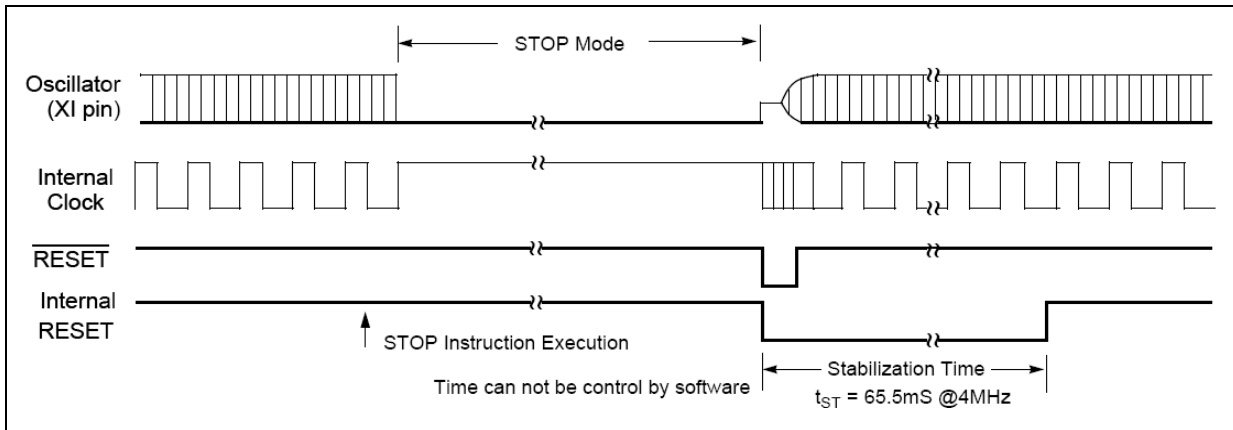 STOP Mode
Oscillator
(XI pin)
Internal
Clock
RESET
Internal
RESET
STOP Instruction Execution
Time can not be control by software
Stabilization Time
tST = 65.5mS @4MHz